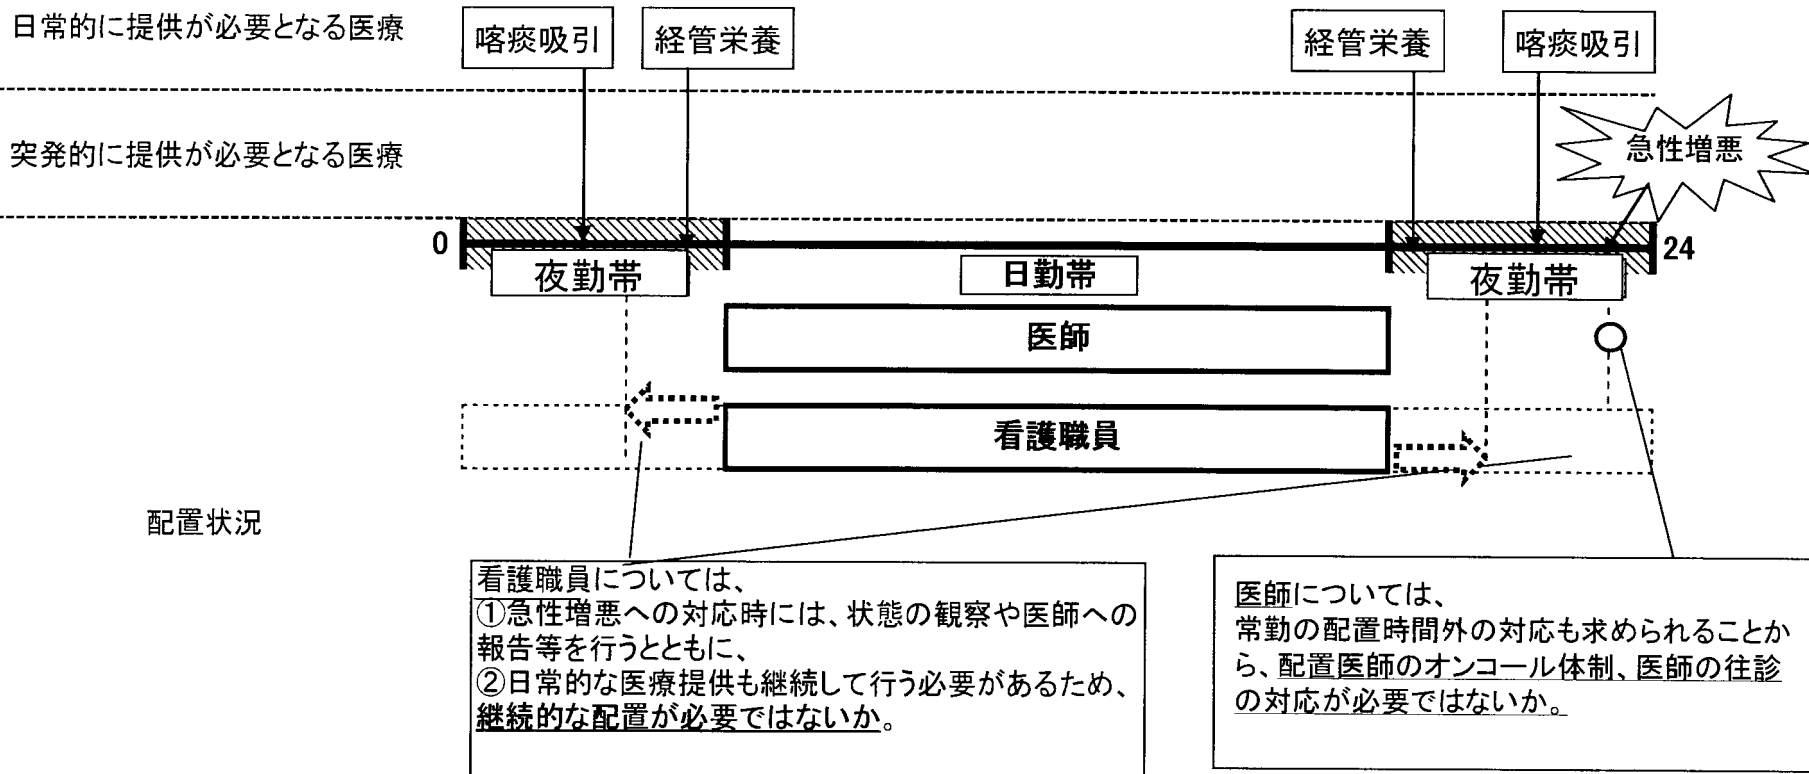 日常的に提供が必要となる医療
喀痰吸引
経管栄養
経管栄養
喀痰吸引
突発的に提供が必要となる医療
急性増悪
0
24
夜勤帯
日勤帯
夜勤帯
医師
看護職員
配置状況
看護職員については、
①急性増悪への対応時には、状態の観察や医師への
報告等を行うとともに、
②日常的な医療提供も継続して行う必要があるため、
継続的な配置が必要ではないか。
医師については、
常勤の配置時間外の対応も求められることか
ら、配置医師のオンコール体制、医師の往診
の対応が必要ではないか。